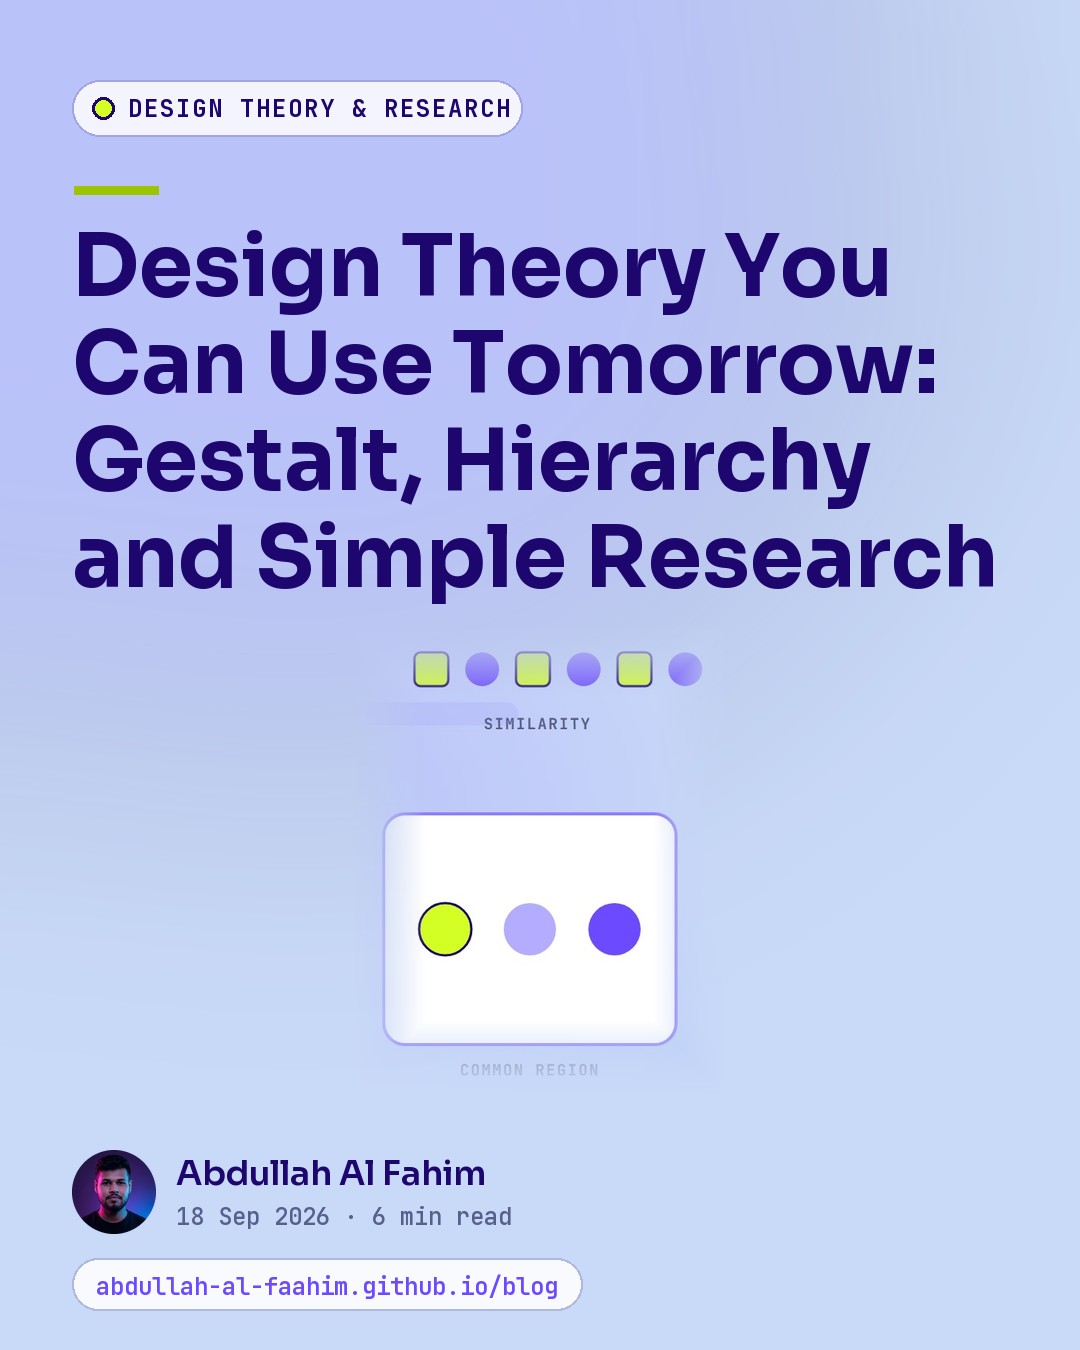 DESIGN THEORY & RESEARCH
Design Theory You
Can Use Tomorrow:
Gestalt, Hierarchy
and Simple Research
SIMILARITY
COMMON REGION
Abdullah Al Fahim
18 Sep 2026 · 6 min read
abdullah-al-faahim.github.io/blog